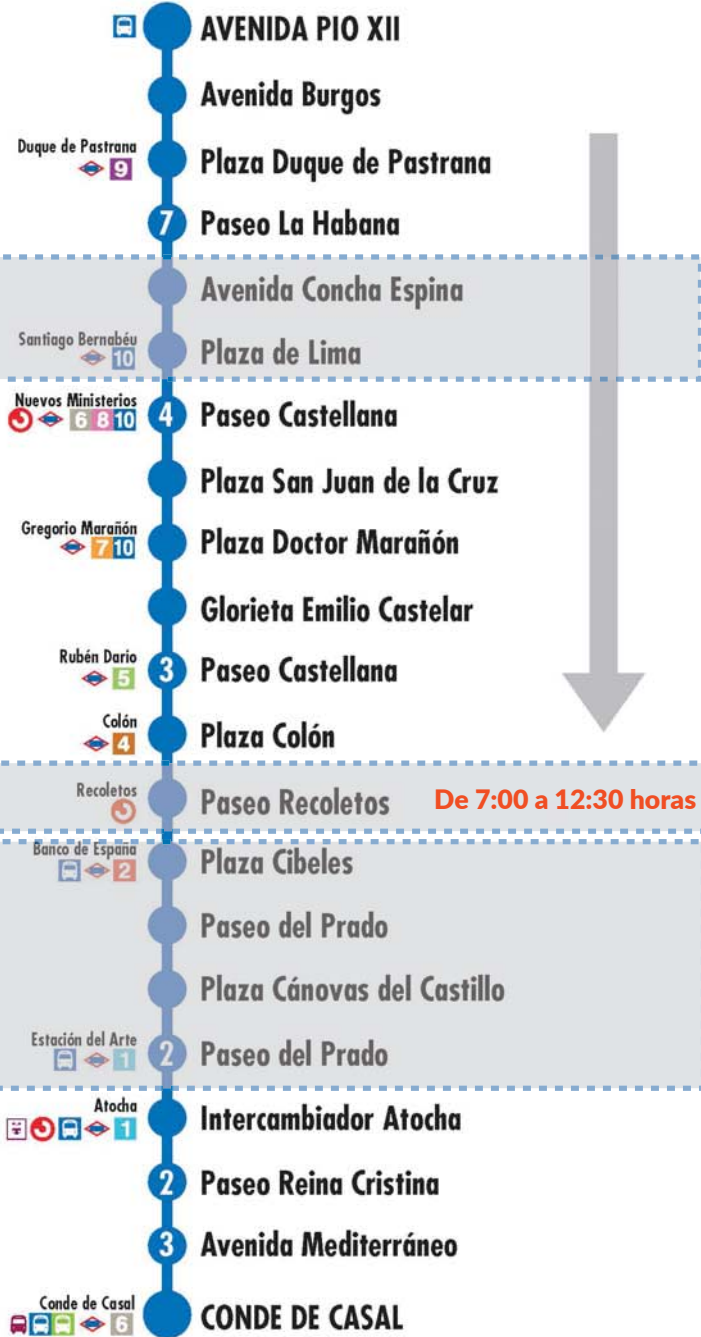 AVENIDA PIO XII
Avenida Burgos
Duque de Pastrana
9
Plaza Duque de Pastrana
7
Paseo La Habana
Avenida Concha Espina
Santiago Bernabéu
10
Plaza de Lima
Nuevos Ministerios
6 8 10
4
Paseo Castellana
Plaza San Juan de la Cruz
Gregorio Marañón
7 10
Plaza Doctor Marañón
Glorieta Emilio Castelar
Rubén Dario
5
3
Paseo Castellana
Colón
4
Plaza Colón
Recoletos
Paseo Recoletos
De 7:00 a 12:30 horas
Banco de España
2
Plaza Cibeles
Paseo del Prado
Plaza Cánovas del Castillo
Estación del Arte
1
2
Paseo del Prado
Atocha
1
Intercambiador Atocha
2
Paseo Reina Cristina
3
Avenida Mediterráneo
Conde de Casal
6
CONDE DE CASAL